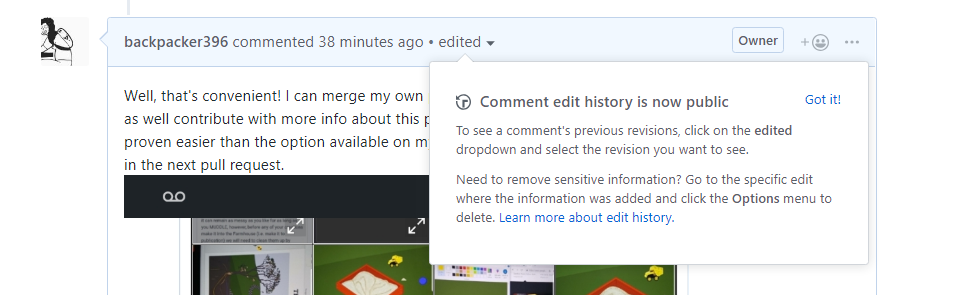 backpacker396 commented 38 minutes ago • edited
Owner
Well, that's convenient! I can merge my own
as well contribute with more info about this p
proven easier than the option available on m
in the next pull request.
Comment edit history is now public
Got it!
To see a comment's previous revisions, click on the edited
dropdown and select the revision you want to see.
Need to remove sensitive information? Go to the specific edit
where the information was added and click the Options menu to
delete. Learn more about edit history.